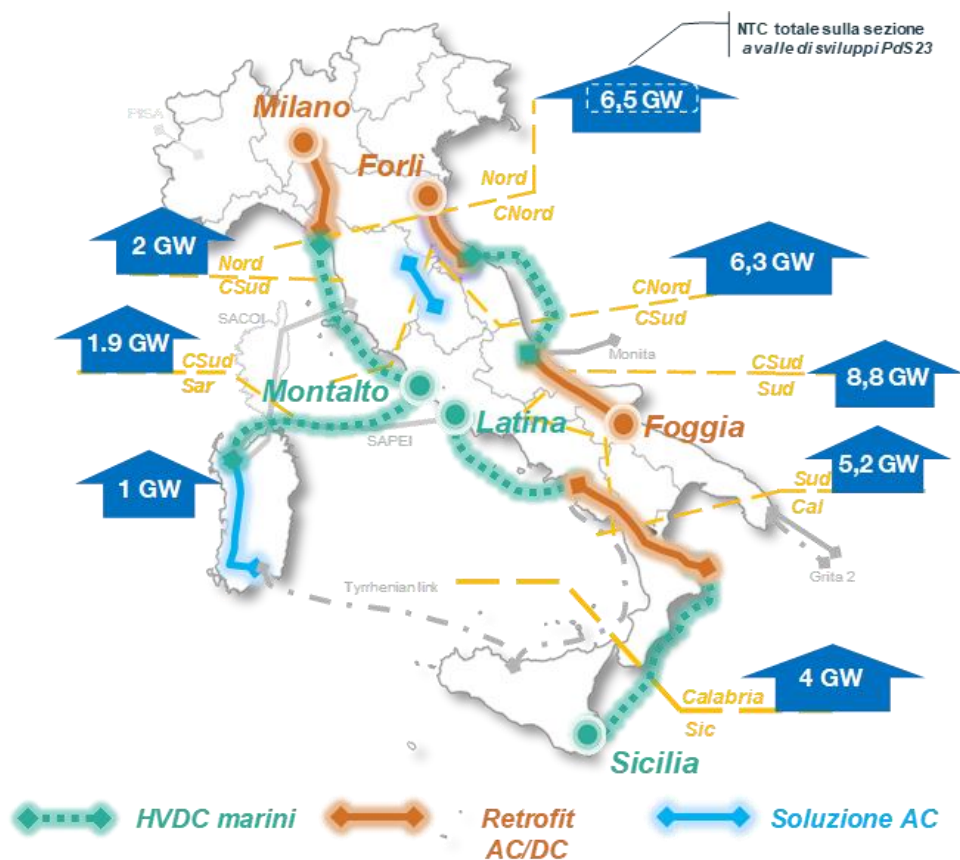 NTC totale sulla sezione
a valle di sviluppi PdS23
6,5 GW
Milano
PISA
Forlì
Nord
CNord
2 GW
6,3 GW
Nord
CSud
CNord
CSud
SACOI
1.9 GW
Monita
CSud
Sar
CSud
Sud
8,8 GW
Montalto
Latina
Foggia
SAPEI
5,2 GW
1 GW
Sud
Cal
Grita 2
Tyrrhenian link
4 GW
Calabria
Sic
Sicilia
HVDC marini
Retrofit
AC/DC
Soluzione AC